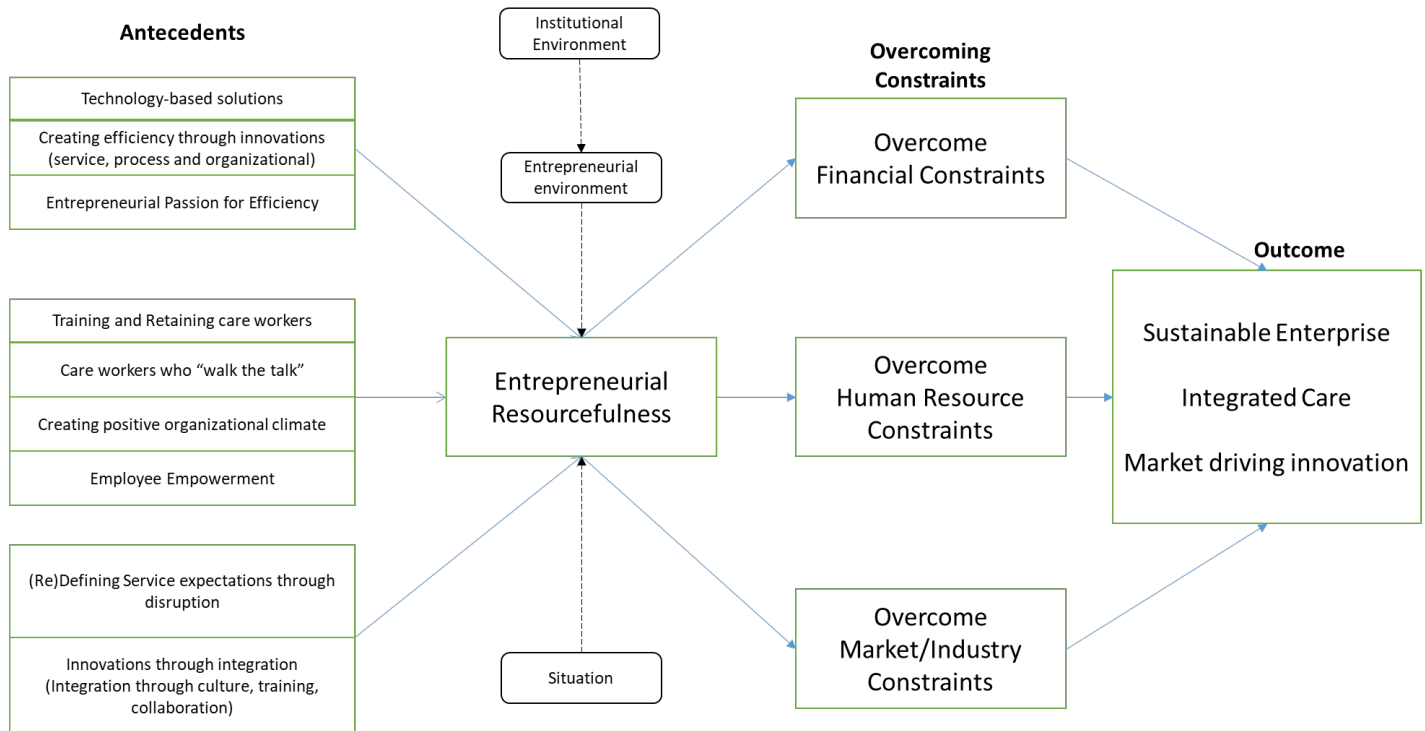 Antecedents
Technology-based solutions
Creating efficiency through innovations
(service, process and organizational)
Entrepreneurial Passion for Efficiency
Training and Retaining care workers
Care workers who “walk the talk”
Creating positive organizational climate
Employee Empowerment
(Re)Defining Service expectations through
disruption
Innovations through integration
(Integration through culture, training,
collaboration)
Institutional
Environment
Entrepreneurial
environment
Entrepreneurial
Resourcefulness
Situation
Overcoming
Constraints
Overcome
Financial Constraints
Overcome
Human Resource
Constraints
Overcome
Market/Industry
Constraints
Outcome
Sustainable Enterprise
Integrated Care
Market driving innovation